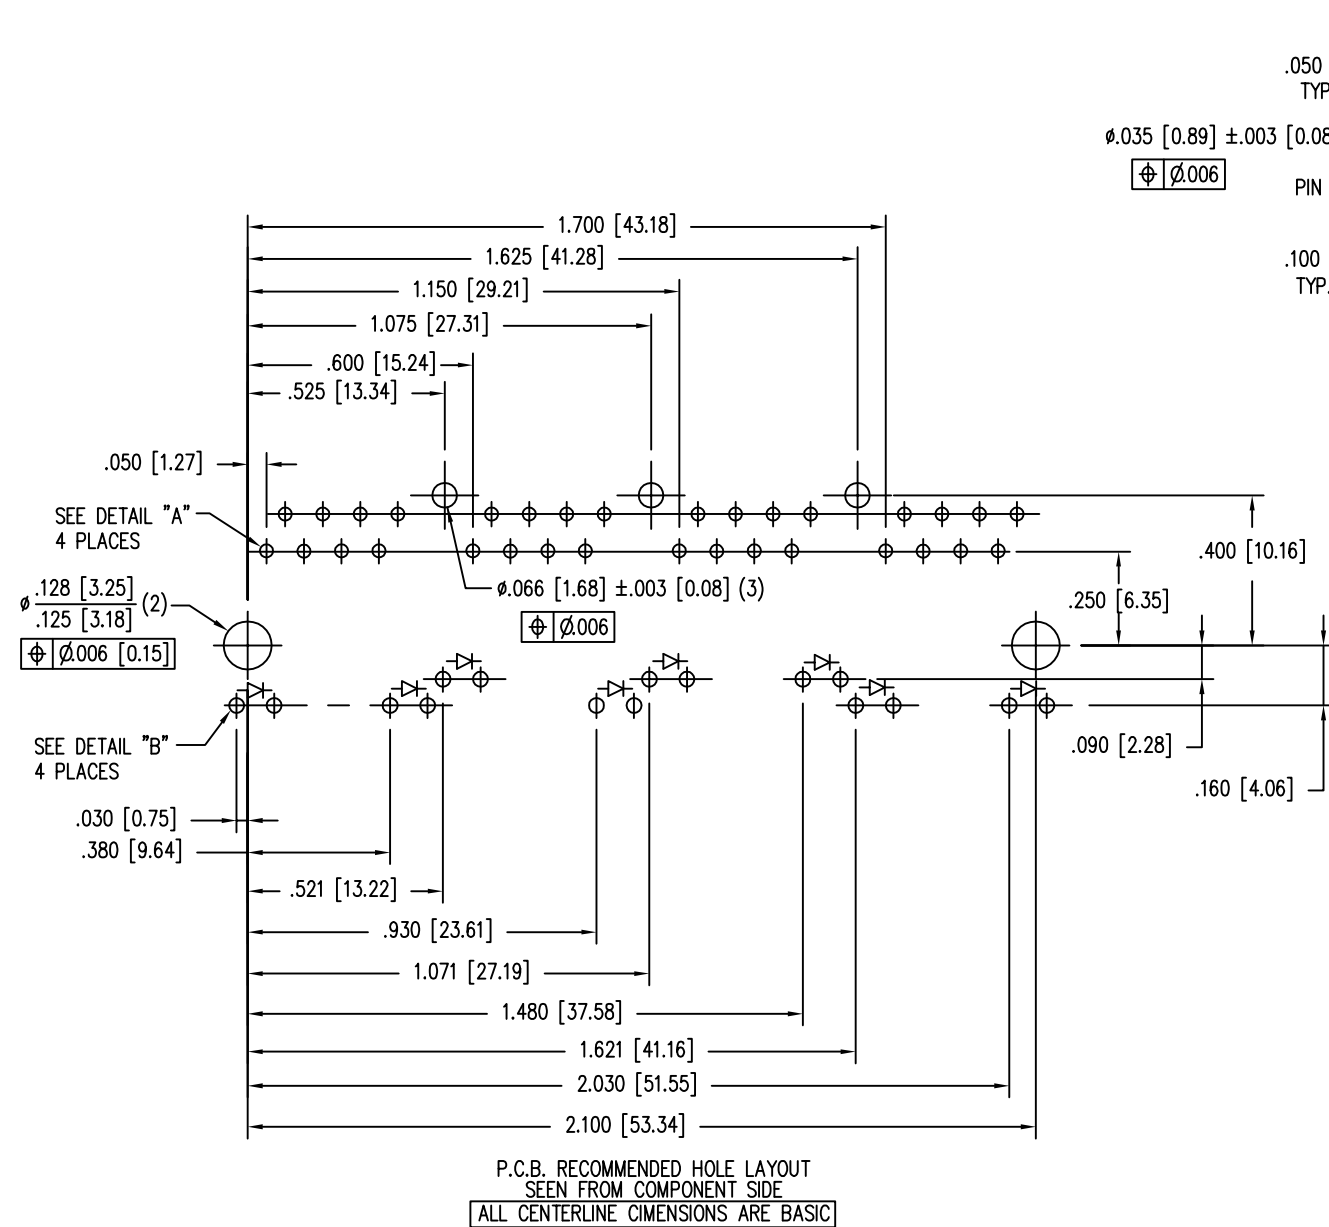 .050
TYP
ø.035 [0.89] ±.003 [0.08
⌖ Ø.006
PIN
.100
TYP.
1.700 [43.18]
1.625 [41.28]
1.150 [29.21]
1.075 [27.31]
.600 [15.24]
.525 [13.34]
.050 [1.27]
SEE DETAIL "A"
4 PLACES
.400 [10.16]
ø.066 [1.68] ±.003 [0.08] (3)
⌖ Ø.006
.250 [6.35]
ø .128 [3.25] (2)
.125 [3.18]
⌖ Ø.006 [0.15]
SEE DETAIL "B"
4 PLACES
.090 [2.28]
.160 [4.06]
.030 [0.75]
.380 [9.64]
.521 [13.22]
.930 [23.61]
1.071 [27.19]
1.480 [37.58]
1.621 [41.16]
2.030 [51.55]
2.100 [53.34]
P.C.B. RECOMMENDED HOLE LAYOUT
SEEN FROM COMPONENT SIDE
ALL CENTERLINE CIMENSIONS ARE BASIC